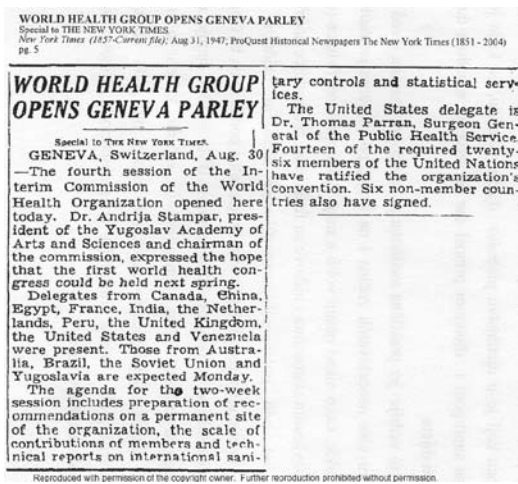 WORLD HEALTH GROUP OPENS GENEVA PARLEY
Special to THE NEW YORK TIMES.
New York Times (1857-Current file); Aug 31, 1947; ProQuest Historical Newspapers The New York Times (1851 - 2004)
pg. 5
WORLD HEALTH GROUP
OPENS GENEVA PARLEY
Special to THE NEW YORK TIMES.
GENEVA, Switzerland, Aug. 30
—The fourth session of the In-
terim Commission of the World
Health Organization opened here
today. Dr. Andrija Stampar, pres-
ident of the Yugoslav Academy of
Arts and Sciences and chairman of
the commission, expressed the hope
that the first world health con-
gress could be held next spring.
Delegates from Canada, China,
Egypt, France, India, the Nether-
lands, Peru, the United Kingdom,
the United States and Venezuela
were present. Those from Austra-
lia, Brazil, the Soviet Union and
Yugoslavia are expected Monday.
The agenda for the two-week
session includes preparation of rec-
ommendations on a permanent site
of the organization, the scale of
contributions of members and tech-
nical reports on international sani-
tary controls and statistical serv-
ices.
The United States delegate is
Dr. Thomas Parran, Surgeon Gen-
eral of the Public Health Service.
Fourteen of the required twenty-
six members of the United Nations
have ratified the organization's
convention. Six non-member coun-
tries also have signed.
Reproduced with permission of the copyright owner. Further reproduction prohibited without permission.